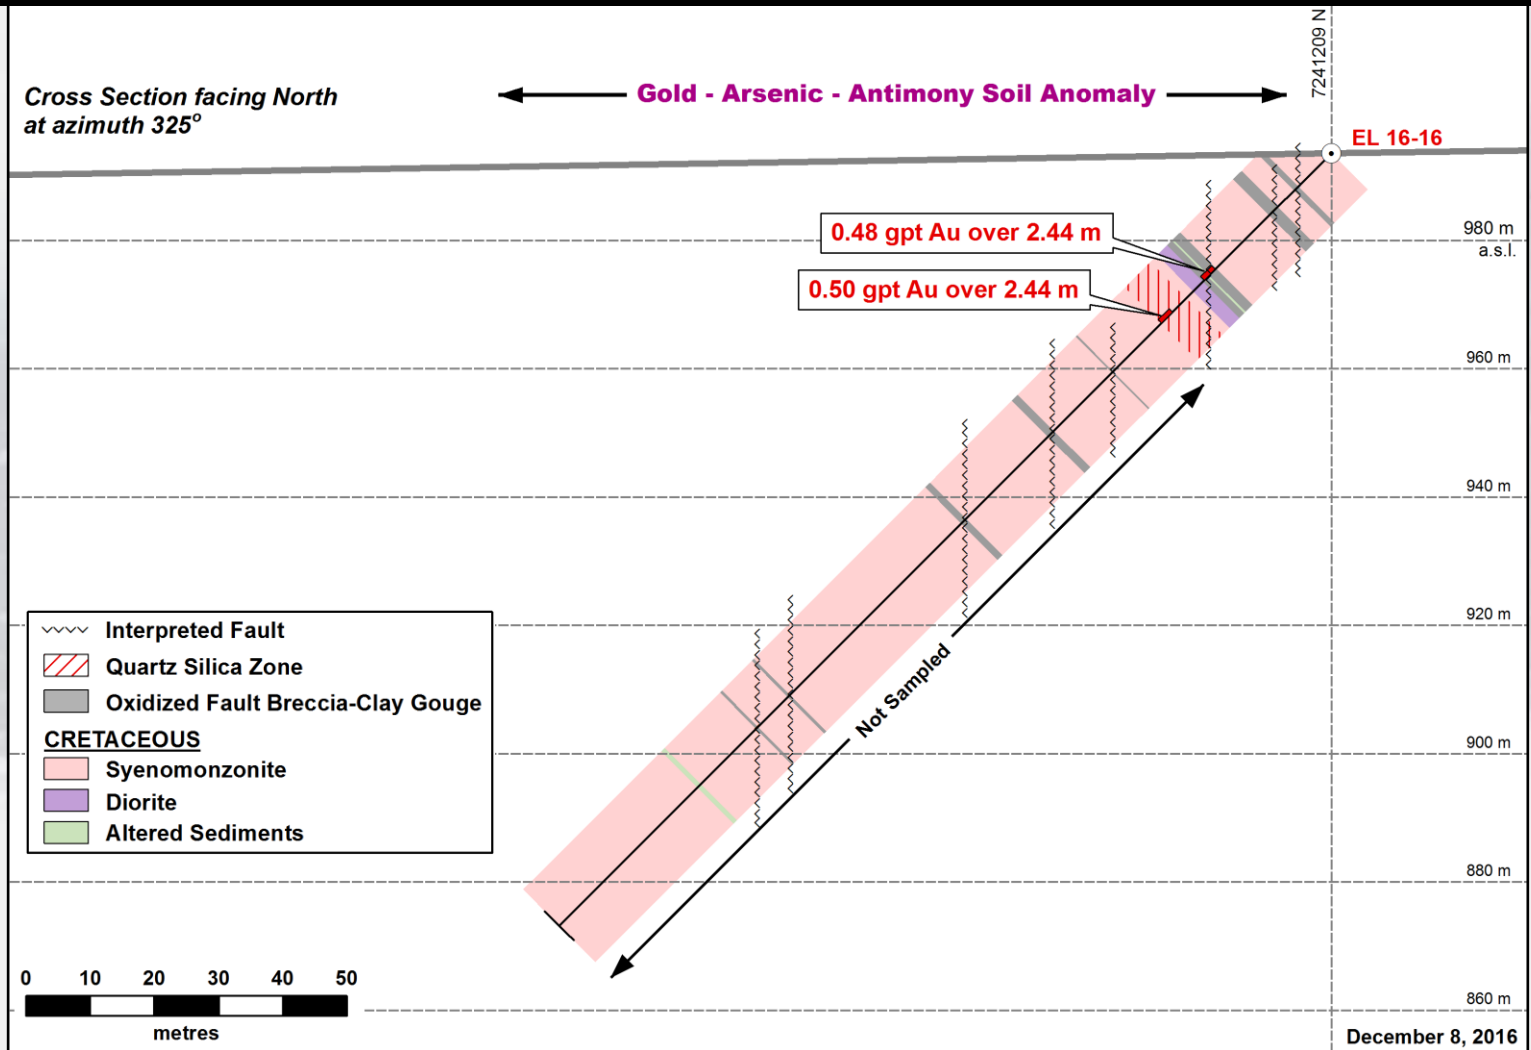 7241209 N
Cross Section facing North
at azimuth 325°
Gold - Arsenic - Antimony Soil Anomaly
EL 16-16
0.48 gpt Au over 2.44 m
980 m
a.s.l.
0.50 gpt Au over 2.44 m
960 m
940 m
920 m
Not Sampled
900 m
880 m
860 m
Interpreted Fault
Quartz Silica Zone
Oxidized Fault Breccia-Clay Gouge
CRETACEOUS
Syenomonzonite
Diorite
Altered Sediments
0 10 20 30 40 50
metres
December 8, 2016